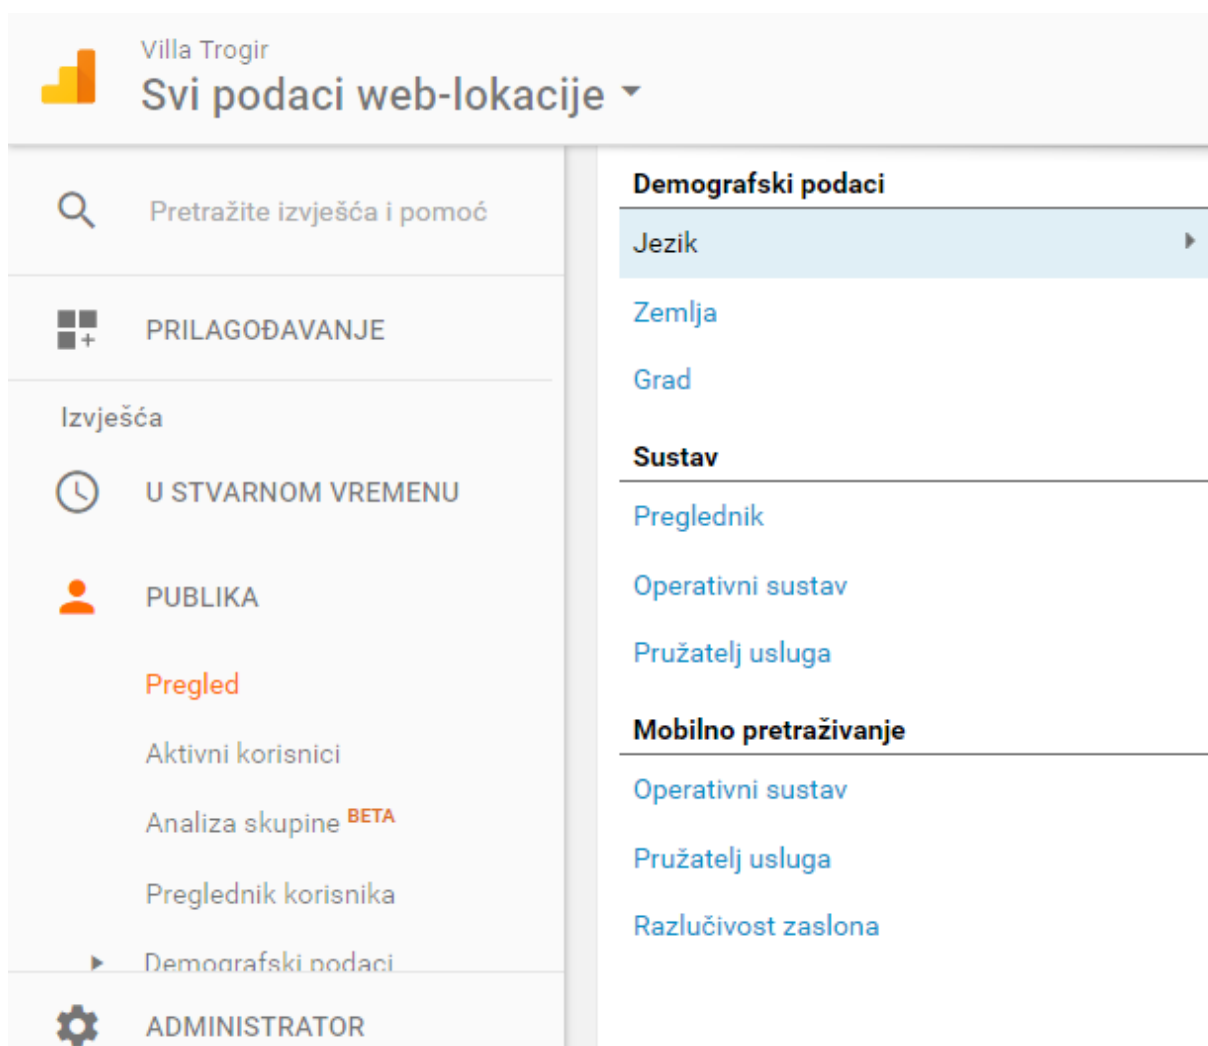 Villa Trogir
Svi podaci web-lokacije
Pretražite izvješća i pomoć
PRILAGOĐAVANJE
Izvješća
U STVARNOM VREMENU
PUBLIKA
Pregled
Aktivni korisnici
Analiza skupine BETA
Preglednik korisnika
Demografski podaci
ADMINISTRATOR
Demografski podaci
Jezik
Zemlja
Grad
Sustav
Preglednik
Operativni sustav
Pružatelj usluga
Mobilno pretraživanje
Operativni sustav
Pružatelj usluga
Razlučivost zaslona